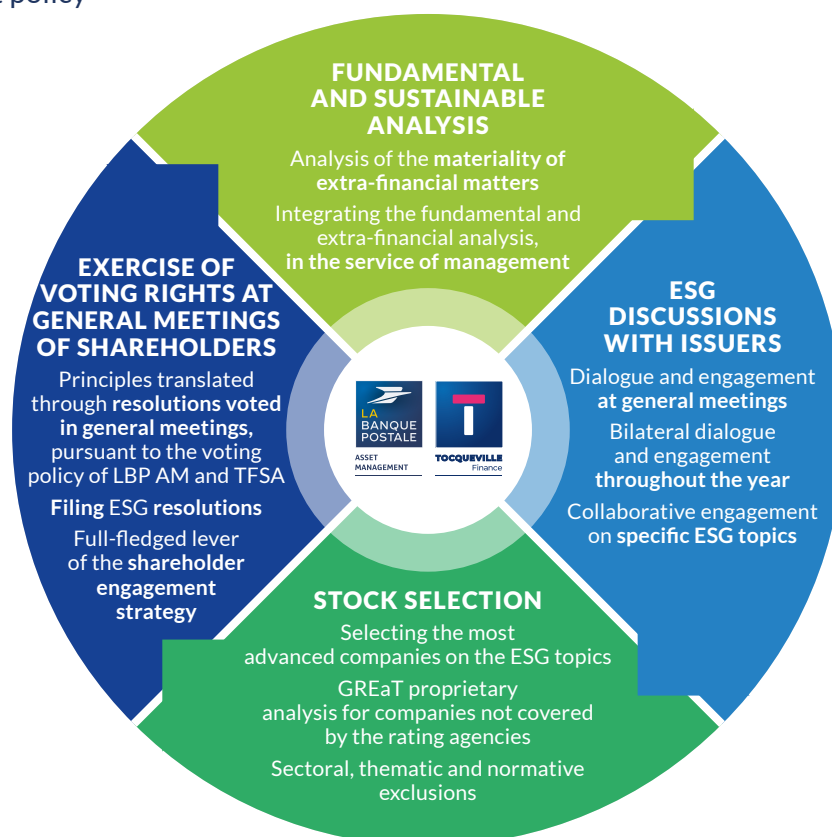 policy
FUNDAMENTAL
AND SUSTAINABLE
ANALYSIS
Analysis of the materiality of
extra-financial matters
Integrating the fundamental and
extra-financial analysis,
in the service of management
EXERCISE OF
VOTING RIGHTS AT
GENERAL MEETINGS
OF SHAREHOLDERS
Principles translated
through resolutions voted
in general meetings,
pursuant to the voting
policy of LBP AM and TFSA
Filing ESG resolutions
Full-fledged lever
of the shareholder
engagement
strategy
LA
BANQUE
POSTALE
ASSET
MANAGEMENT
T
TOCQUEVILLE
Finance
ESG
DISCUSSIONS
WITH ISSUERS
Dialogue and engagement
at general meetings
Bilateral dialogue
and engagement
throughout the year
Collaborative engagement
on specific ESG topics
STOCK SELECTION
Selecting the most
advanced companies on the ESG topics
GREaT proprietary
analysis for companies not covered
by the rating agencies
Sectoral, thematic and normative
exclusions